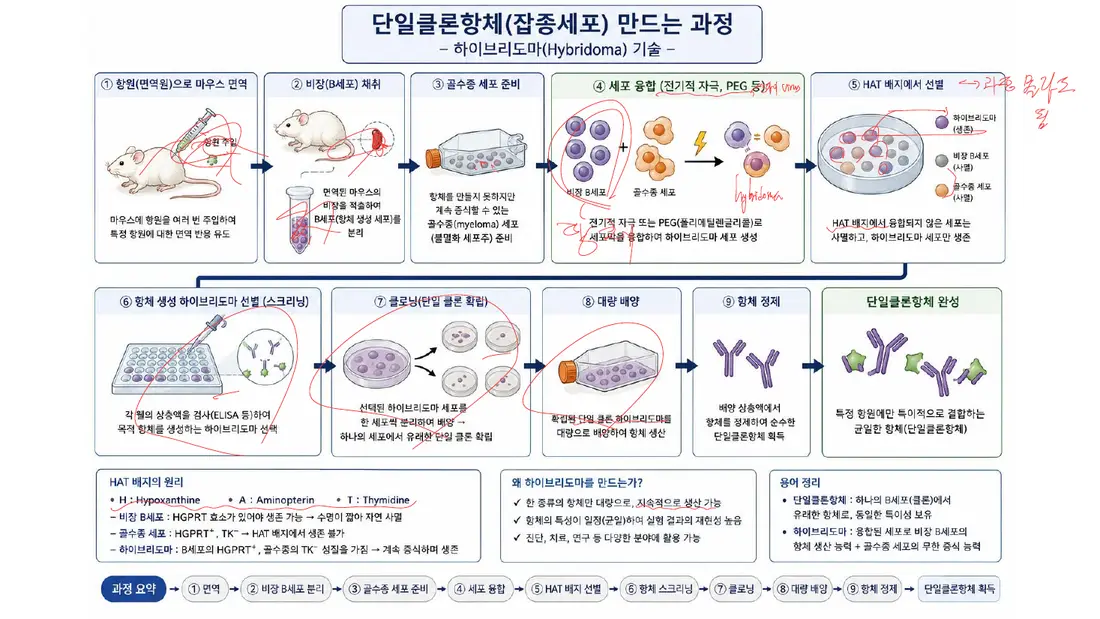 단일클론항체(잡종세포) 만드는 과정
– 하이브리도마(Hybridoma) 기술 –
① 항원(면역원)으로 마우스 면역
항원 주입
마우스에 항원을 여러 번 주입하여
특정 항원에 대한 면역 반응 유도
② 비장(B세포) 채취
면역된 마우스의
비장을 적출하여
B세포(항체 생성 세포)를
분리
③ 골수종 세포 준비
항체를 만들지 못하지만
계속 증식할 수 있는
골수종(myeloma) 세포
(불멸화 세포주) 준비
④ 세포 융합 (전기적 자극, PEG 등)
virus
비장 B세포
+
골수종 세포
hybridoma
전기적 자극 또는 PEG(폴리에틸렌글리콜)로
세포막을 융합하여 하이브리도마 세포 생성
⑤ HAT 배지에서 선별
하이브리도마
(생존)
비장 B세포
(사멸)
골수종 세포
(사멸)
HAT 배지에서 융합되지 않은 세포는
사멸하고, 하이브리도마 세포만 생존
⑥ 항체 생성 하이브리도마 선별 (스크리닝)
각 웰의 상층액을 검사(ELISA 등)하여
목적 항체를 생성하는 하이브리도마 선택
⑦ 클로닝(단일 클론 확립)
선택된 하이브리도마 세포를
한 세포씩 분리하여 배양 →
하나의 세포에서 유래한 단일 클론 확립
⑧ 대량 배양
확립된 단일 클론 하이브리도마를
대량으로 배양하여 항체 생산
⑨ 항체 정제
배양 상층액에서
항체를 정제하여 순수한
단일클론항체 획득
단일클론항체 완성
특정 항원에만 특이적으로 결합하는
균일한 항체(단일클론항체)
HAT 배지의 원리
• H : Hypoxanthine • A : Aminopterin • T : Thymidine
– 비장 B세포 : HGPRT 효소가 있어야 생존 가능 → 수명이 짧아 자연 사멸
– 골수종 세포 : HGPRT⁺, TK⁻ → HAT 배지에서 생존 불가
– 하이브리도마 : B세포의 HGPRT⁺, 골수종의 TK⁻ 성질을 가짐 → 계속 증식하며 생존
왜 하이브리도마를 만드는가?
✓ 한 종류의 항체만 대량으로, 지속적으로 생산 가능
✓ 항체의 특성이 일정(균일)하여 실험 결과의 재현성 높음
✓ 진단, 치료, 연구 등 다양한 분야에 활용 가능
용어 정리
• 단일클론항체 : 하나의 B세포(클론)에서
유래한 항체로, 동일한 특이성 보유
• 하이브리도마 : 융합된 세포로 비장 B세포의
항체 생산 능력 + 골수종 세포의 무한 증식 능력
과정 요약 → ① 면역 → ② 비장 B세포 분리 → ③ 골수종 세포 준비 → ④ 세포 융합 → ⑤ HAT 배지 선별 → ⑥ 항체 스크리닝 → ⑦ 클로닝 → ⑧ 대량 배양 → ⑨ 항체 정제 → 단일클론항체 획득